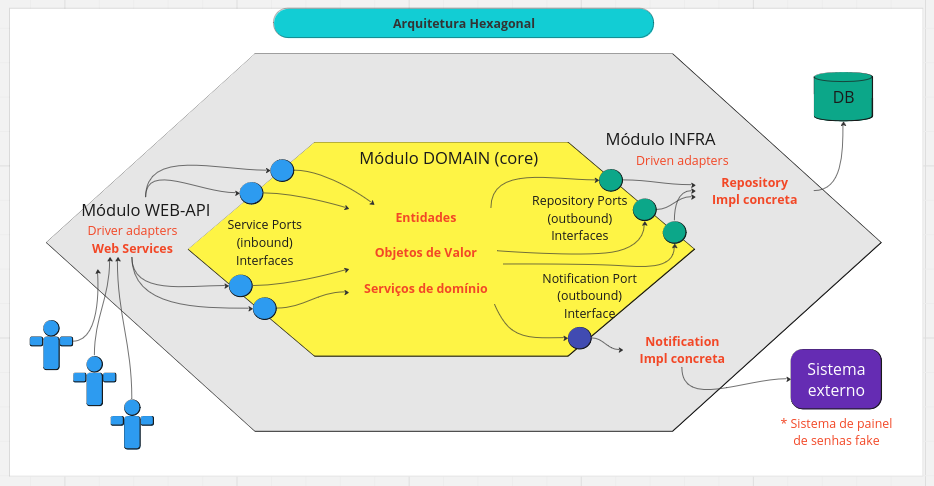 Arquitetura Hexagonal
DB
Módulo INFRA
Driven adapters
Repository
Impl concreta
Módulo DOMAIN (core)
Módulo WEB-API
Driver adapters
Web Services
Service Ports
(inbound)
Interfaces
Entidades
Objetos de Valor
Serviços de domínio
Repository Ports
(outbound)
Interfaces
Notification Port
(outbound)
Interface
Notification
Impl concreta
Sistema
externo
* Sistema de painel
de senhas fake